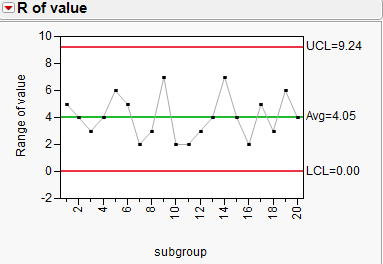 R of value
10
8
6
4
2
0
-2
Range of value
UCL=9.24
Avg=4.05
LCL=0.00
2 4 6 8 10 12 14 16 18 20
subgroup